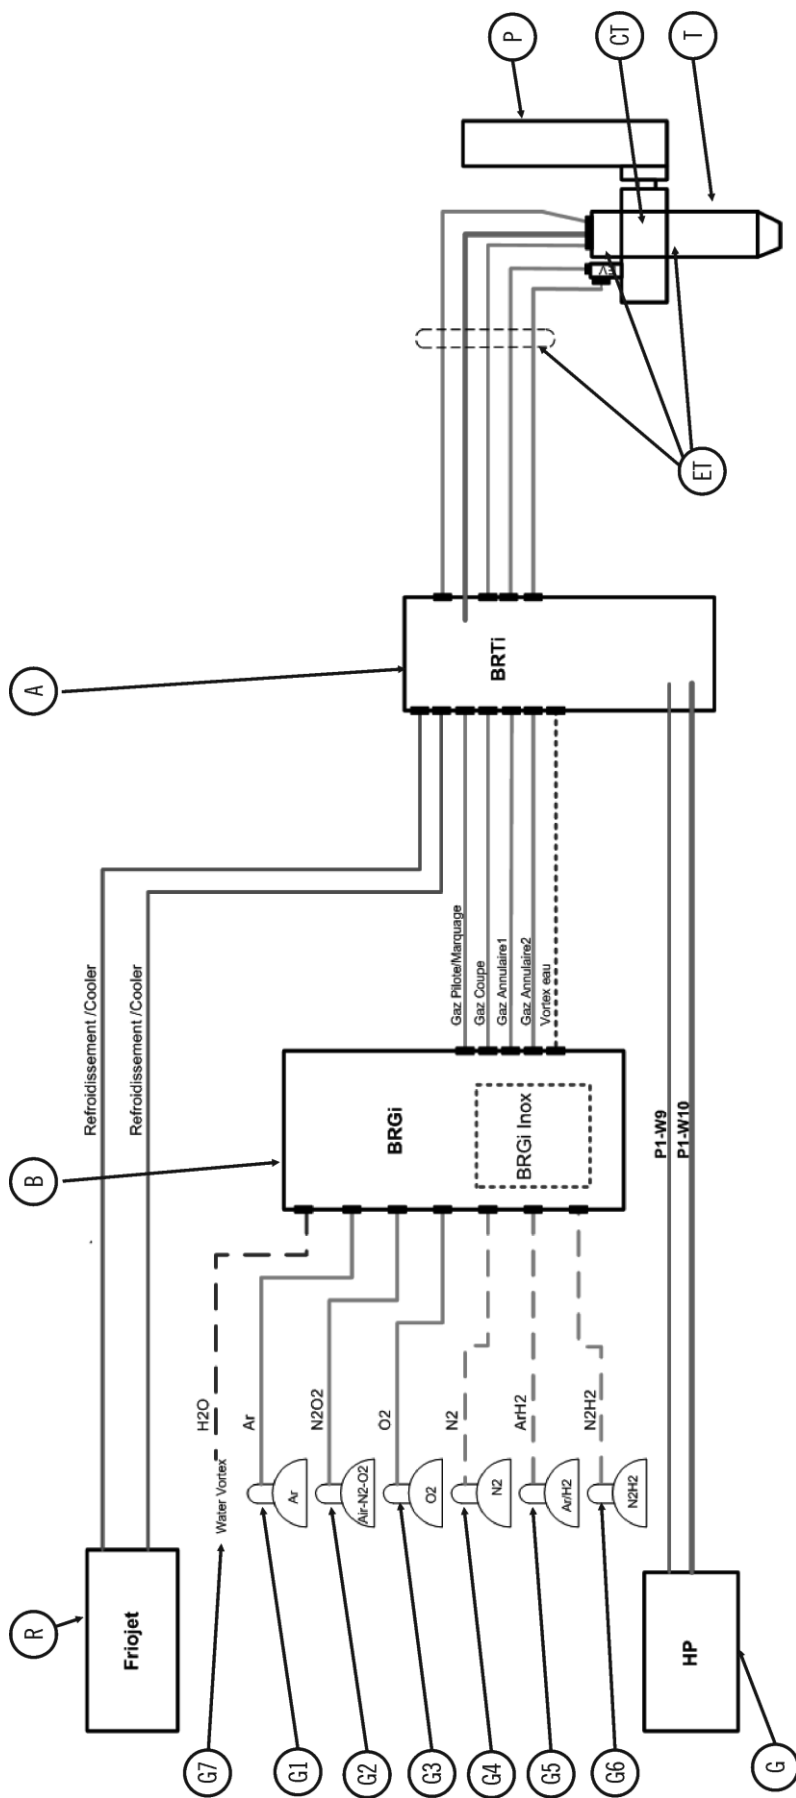 R
Friojet
Refroidissement /Cooler
Refroidissement /Cooler
G7
Water Vortex
H2O
G1
Ar
Ar
G2
Air-N2-O2
N2O2
G3
O2
O2
G4
N2
N2
G5
Ar/H2
ArH2
G6
N2H2
N2H2
G
HP
P1-W9
P1-W10
B
BRGi
BRGi Inox
Gaz Pilote/Marquage
Gaz Coupe
Gaz Annulaire1
Gaz Annulaire2
Vortex eau
A
BRTi
ET
EV
P
CT
T